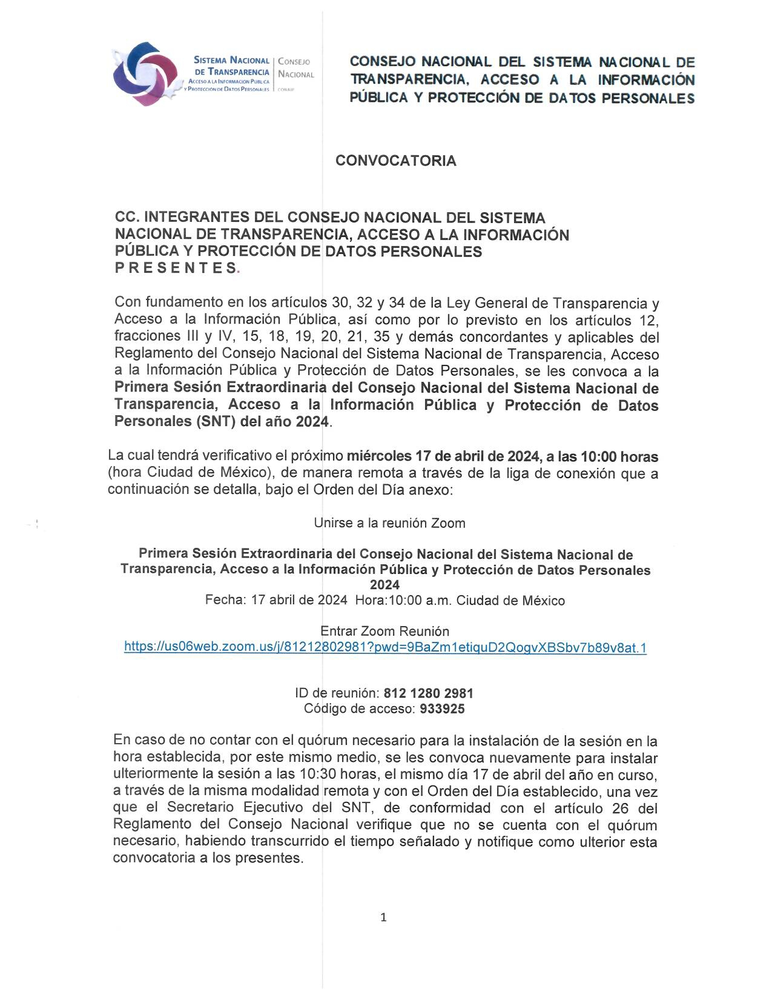 SISTEMA NACIONAL
DE TRANSPARENCIA
ACCESO A LA INFORMACIÓN PÚBLICA
Y PROTECCIÓN DE DATOS PERSONALES
CONSEJO
NACIONAL
CONAIP
CONSEJO NACIONAL DEL SISTEMA NACIONAL DE
TRANSPARENCIA, ACCESO A LA INFORMACIÓN
PÚBLICA Y PROTECCIÓN DE DATOS PERSONALES
CONVOCATORIA
CC. INTEGRANTES DEL CONSEJO NACIONAL DEL SISTEMA
NACIONAL DE TRANSPARENCIA, ACCESO A LA INFORMACIÓN
PÚBLICA Y PROTECCIÓN DE DATOS PERSONALES
P R E S E N T E S.
Con fundamento en los artículos 30, 32 y 34 de la Ley General de Transparencia y
Acceso a la Información Pública, así como por lo previsto en los artículos 12,
fracciones III y IV, 15, 18, 19, 20, 21, 35 y demás concordantes y aplicables del
Reglamento del Consejo Nacional del Sistema Nacional de Transparencia, Acceso
a la Información Pública y Protección de Datos Personales, se les convoca a la
Primera Sesión Extraordinaria del Consejo Nacional del Sistema Nacional de
Transparencia, Acceso a la Información Pública y Protección de Datos
Personales (SNT) del año 2024.
La cual tendrá verificativo el próximo miércoles 17 de abril de 2024, a las 10:00 horas
(hora Ciudad de México), de manera remota a través de la liga de conexión que a
continuación se detalla, bajo el Orden del Día anexo:
Unirse a la reunión Zoom
Primera Sesión Extraordinaria del Consejo Nacional del Sistema Nacional de
Transparencia, Acceso a la Información Pública y Protección de Datos Personales
2024
Fecha: 17 abril de 2024 Hora:10:00 a.m. Ciudad de México
Entrar Zoom Reunión
https://us06web.zoom.us/j/81212802981?pwd=9BaZm1etiquD2QogvXBSbv7b89v8at.1
ID de reunión: 812 1280 2981
Código de acceso: 933925
En caso de no contar con el quórum necesario para la instalación de la sesión en la
hora establecida, por este mismo medio, se les convoca nuevamente para instalar
ulteriormente la sesión a las 10:30 horas, el mismo día 17 de abril del año en curso,
a través de la misma modalidad remota y con el Orden del Día establecido, una vez
que el Secretario Ejecutivo del SNT, de conformidad con el artículo 26 del
Reglamento del Consejo Nacional verifique que no se cuenta con el quórum
necesario, habiendo transcurrido el tiempo señalado y notifique como ulterior esta
convocatoria a los presentes.
1